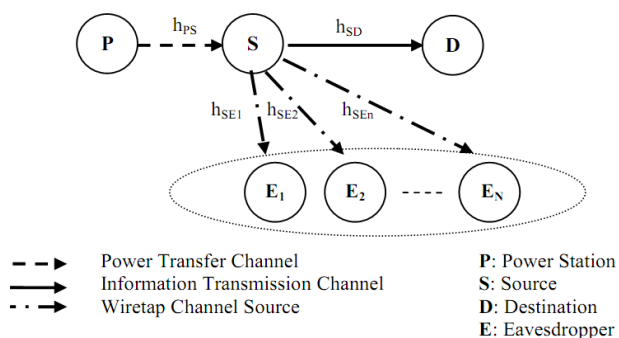 h_PS
h_SD
P
S
D
h_SE1
h_SE2
h_SEn
E_1
E_2
E_N
Power Transfer Channel
Information Transmission Channel
Wiretap Channel Source
P: Power Station
S: Source
D: Destination
E: Eavesdropper